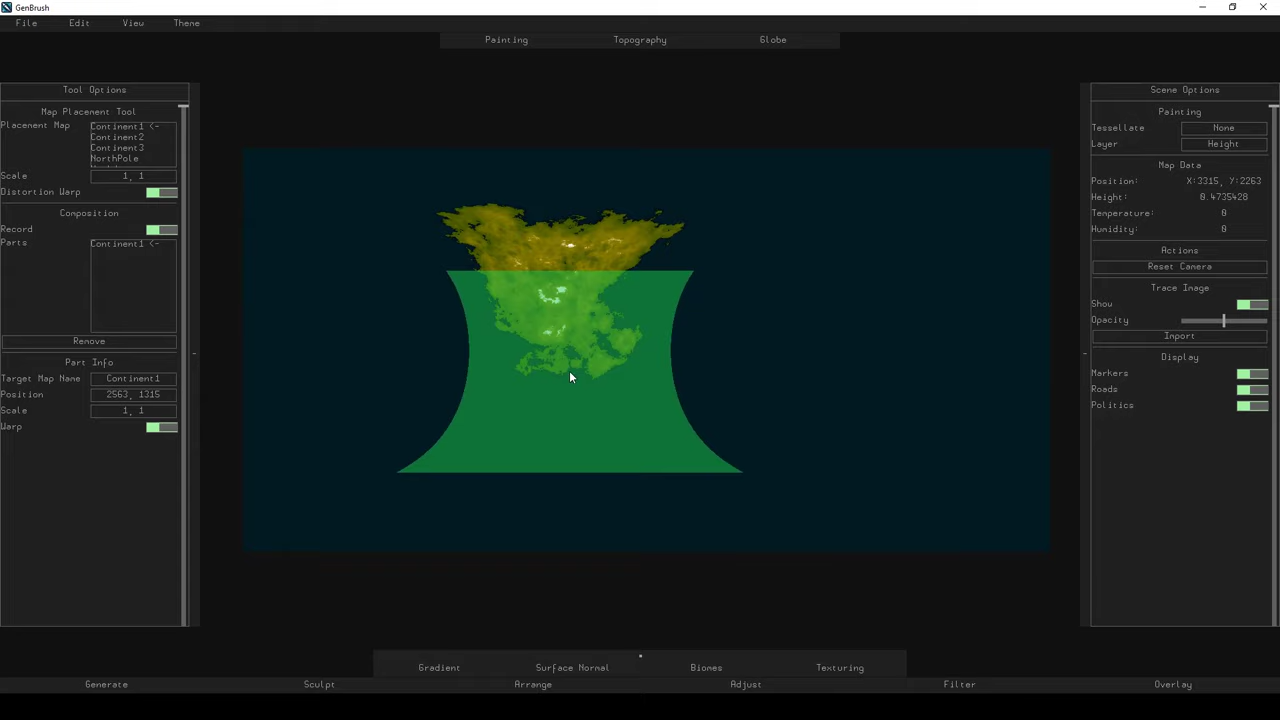 GenBrush
File Edit View Theme
Painting Topography Globe
Tool Options
Map Placement Tool
Placement Map
Continent1 <-
Continent2
Continent3
NorthPole
Scale 1, 1
Distortion Warp
Composition
Record
Parts Continent1 <-
Remove
Part Info
Target Map Name Continent1
Position 2563, 1315
Scale 1, 1
Warp
Scene Options
Painting
Tessellate None
Layer Height
Map Data
Position: X:3315, Y:2263
Height: 0.4735428
Temperature: 0
Humidity: 0
Actions
Reset Camera
Trace Image
Show
Opacity
Import
Display
Markers
Roads
Politics
Gradient Surface Normal Biomes Texturing
Generate Sculpt Arrange Adjust Filter Overlay